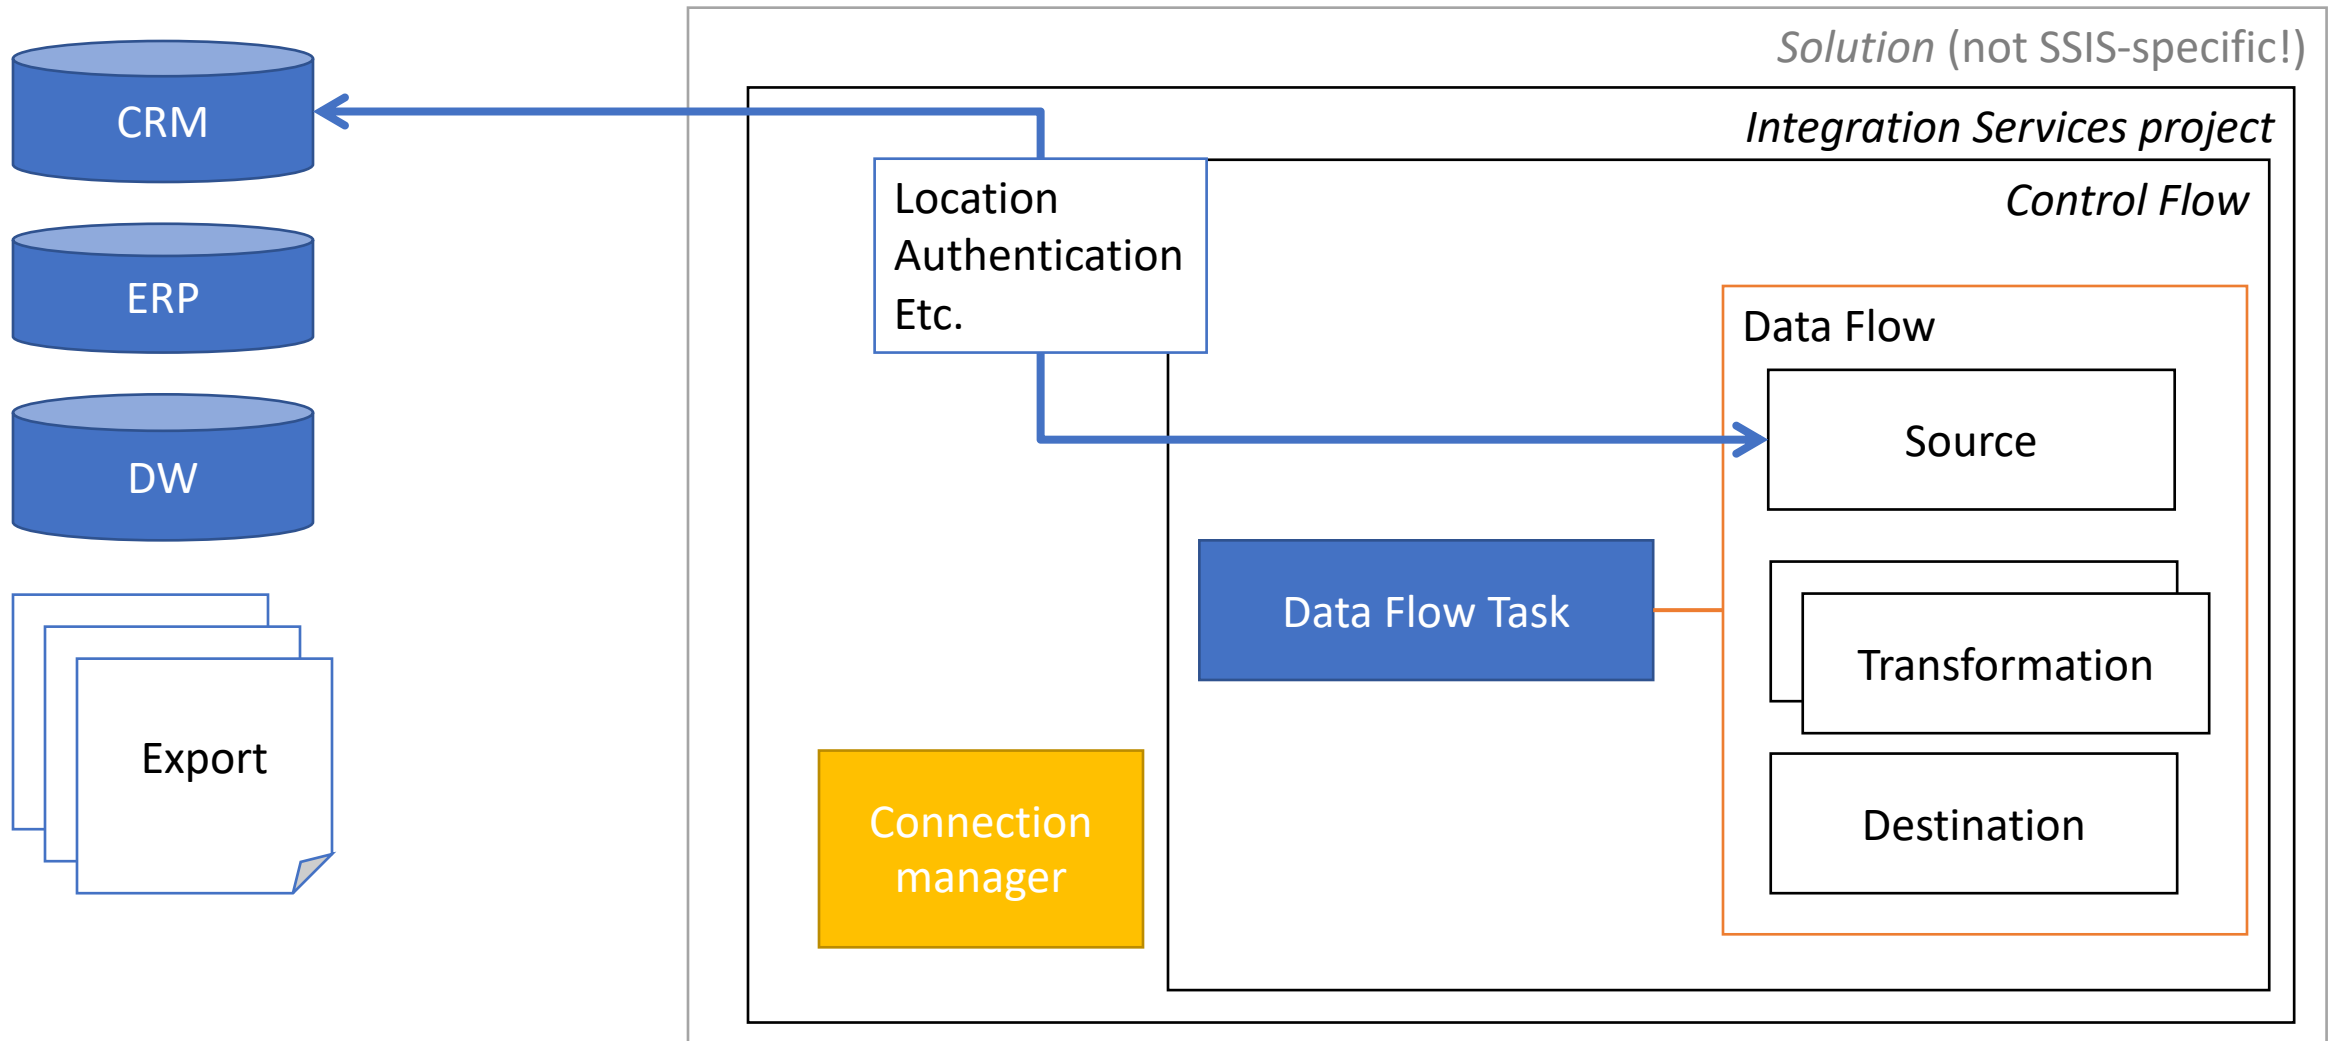 Solution (not SSIS-specific!)
CRM
Integration Services project
Location
Authentication
Etc.
Control Flow
ERP
Data Flow
Source
DW
Data Flow Task
Transformation
Export
Connection
manager
Destination